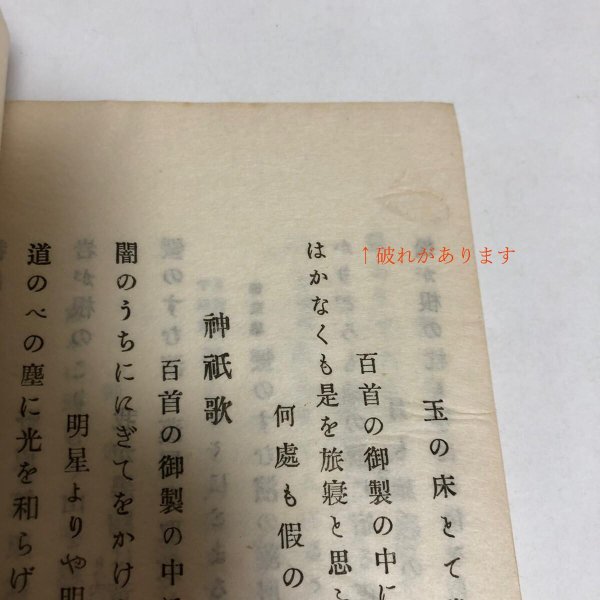 ↑破れがあります
玉の床とて
百首の御製の中に
はかなくも是を旅寢と思
何處も假の
神祇歌
百首の御製の中
闇のうちににぎてをかけ
明星よりや明
道のべの塵に光を和らげ